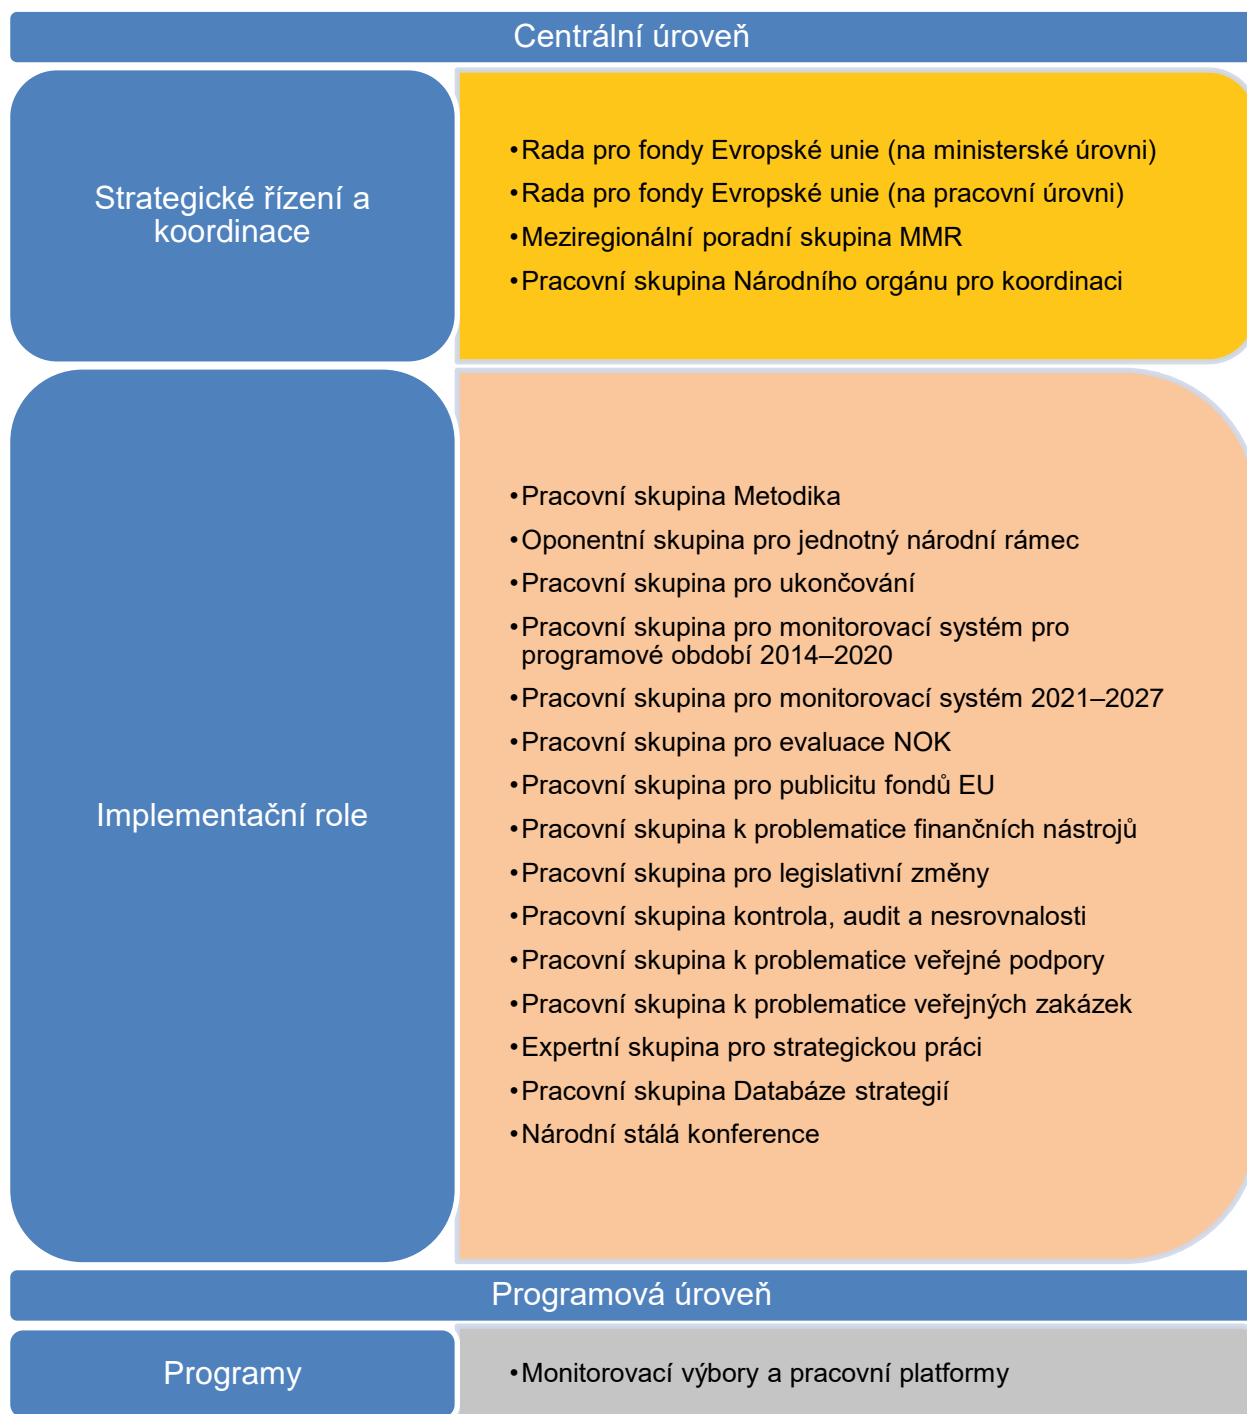 Centrální úroveň
Strategické řízení a
koordinace
•Rada pro fondy Evropské unie (na ministerské úrovni)
•Rada pro fondy Evropské unie (na pracovní úrovni)
•Meziregionální poradní skupina MMR
•Pracovní skupina Národního orgánu pro koordinaci
Implementační role
•Pracovní skupina Metodika
•Oponentní skupina pro jednotný národní rámec
•Pracovní skupina pro ukončování
•Pracovní skupina pro monitorovací systém pro
programové období 2014–2020
•Pracovní skupina pro monitorovací systém 2021–2027
•Pracovní skupina pro evaluace NOK
•Pracovní skupina pro publicitu fondů EU
•Pracovní skupina k problematice finančních nástrojů
•Pracovní skupina pro legislativní změny
•Pracovní skupina kontrola, audit a nesrovnalosti
•Pracovní skupina k problematice veřejné podpory
•Pracovní skupina k problematice veřejných zakázek
•Expertní skupina pro strategickou práci
•Pracovní skupina Databáze strategií
•Národní stálá konference
Programová úroveň
Programy
•Monitorovací výbory a pracovní platformy